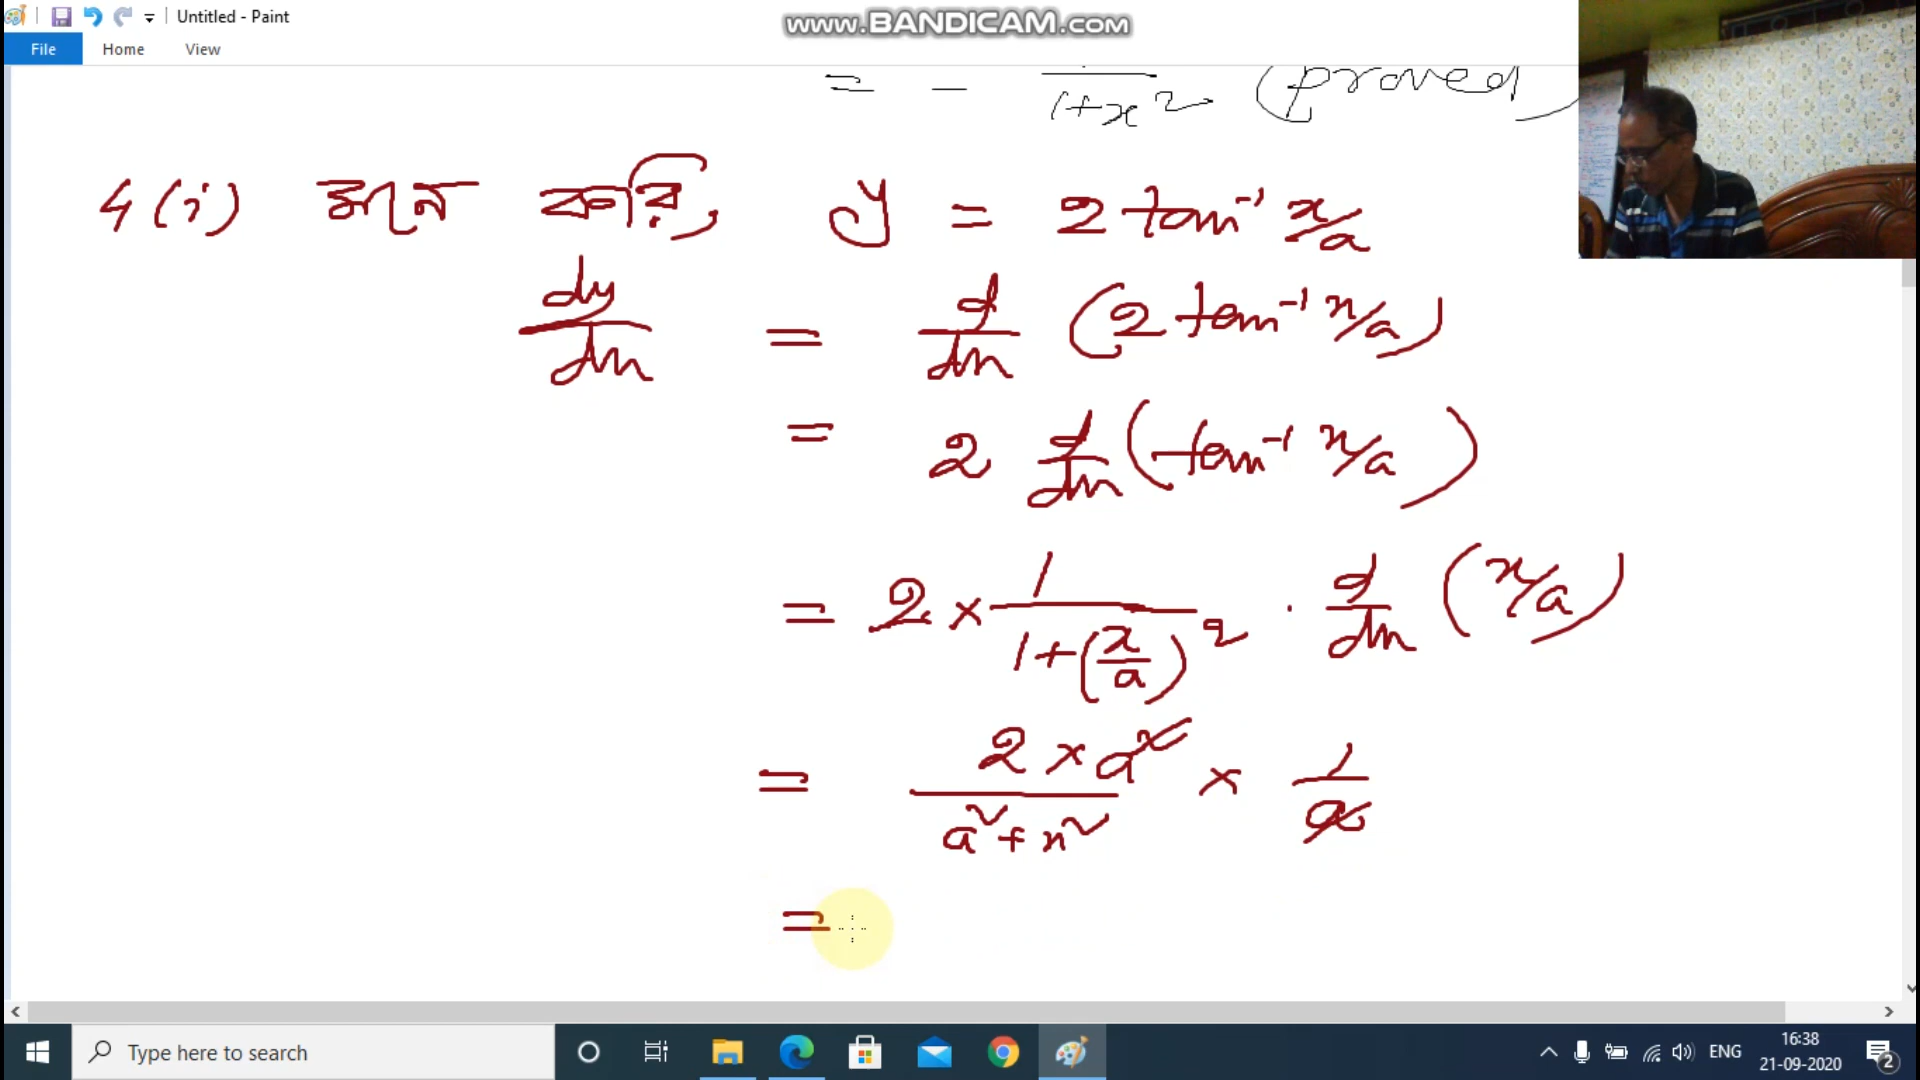 Untitled - Paint
www.BANDICAM.com
File Home View
= - 1/(1+x²) (proved)
4(i) মনে করি, y = 2 tan⁻¹ x/a
dy/dx = d/dx (2 tan⁻¹ x/a)
= 2 d/dx (tan⁻¹ x/a)
= 2 × 1/(1+(x/a)²) · d/dx (x/a)
= (2 × a²)/(a²+x²) × 1/a
=
Type here to search
ENG
16:38
21-09-2020
2